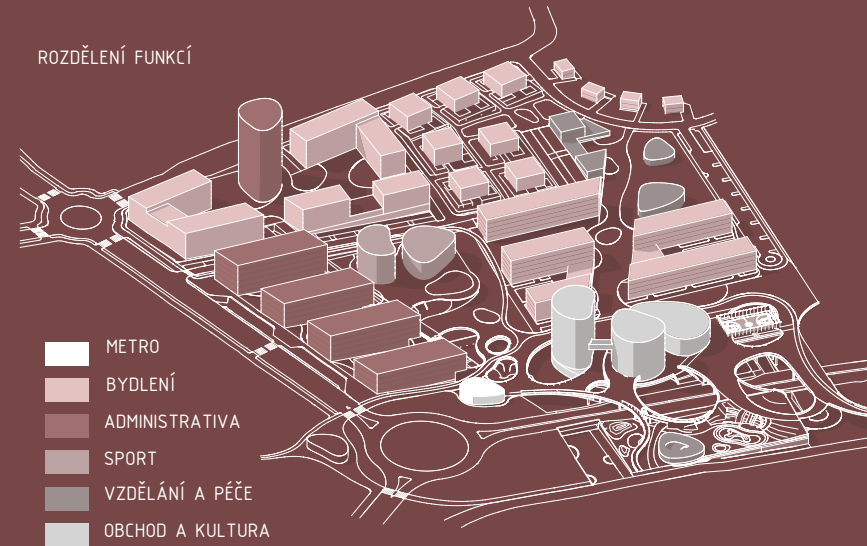 ROZDĚLENÍ FUNKCÍ
METRO
BYDLENÍ
ADMINISTRATIVA
SPORT
VZDĚLÁNÍ A PÉČE
OBCHOD A KULTURA